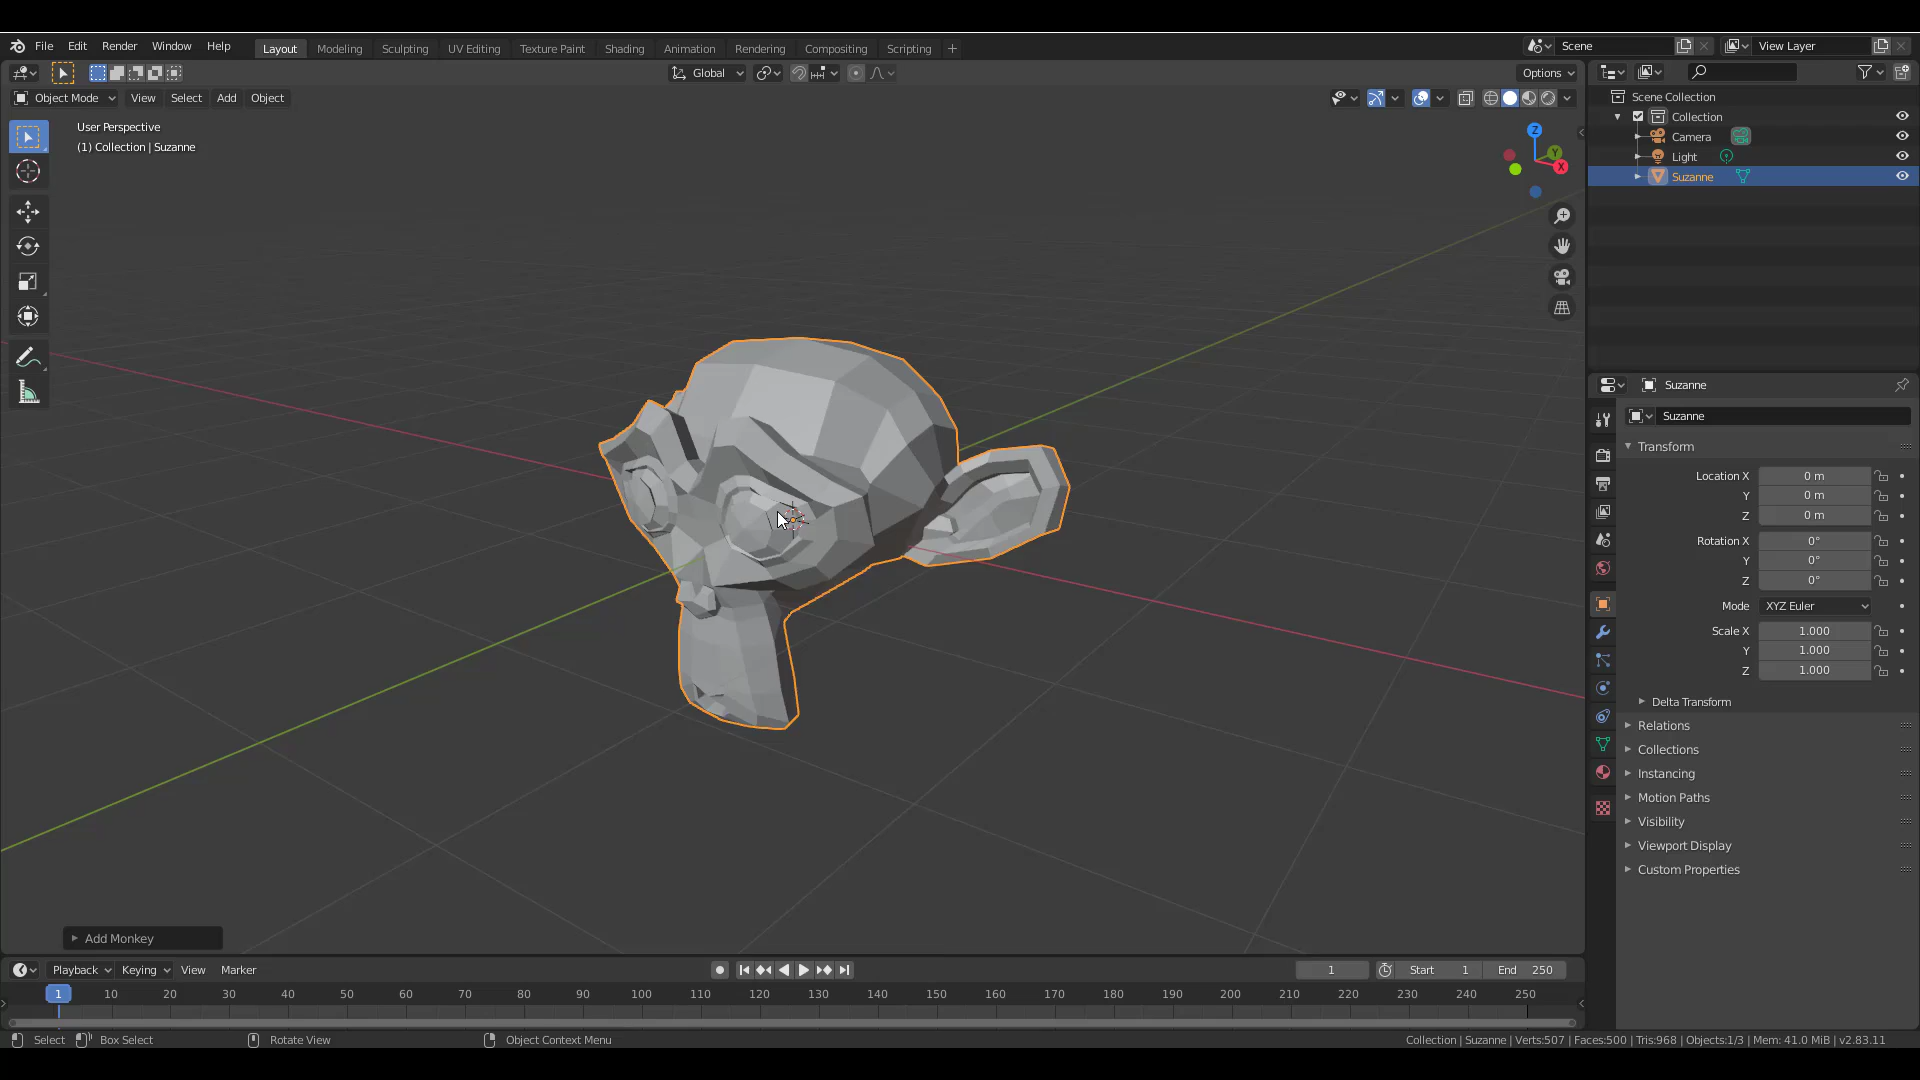 File Edit Render Window Help Layout Modeling Sculpting UV Editing Texture Paint Shading Animation Rendering Compositing Scripting + Scene View Layer
Global Options
Object Mode View Select Add Object
User Perspective
(1) Collection | Suzanne
Z
Y
X
Scene Collection
Collection
Camera
Light
Suzanne
Suzanne
Suzanne
Transform
Location X 0 m
Y 0 m
Z 0 m
Rotation X 0°
Y 0°
Z 0°
Mode XYZ Euler
Scale X 1.000
Y 1.000
Z 1.000
Delta Transform
Relations
Collections
Instancing
Motion Paths
Visibility
Viewport Display
Custom Properties
Add Monkey
Playback Keying View Marker 1 Start 1 End 250
1 10 20 30 40 50 60 70 80 90 100 110 120 130 140 150 160 170 180 190 200 210 220 230 240 250
Select Box Select Rotate View Object Context Menu Collection | Suzanne | Verts:507 | Faces:500 | Tris:968 | Objects:1/3 | Mem: 41.0 MiB | v2.83.11